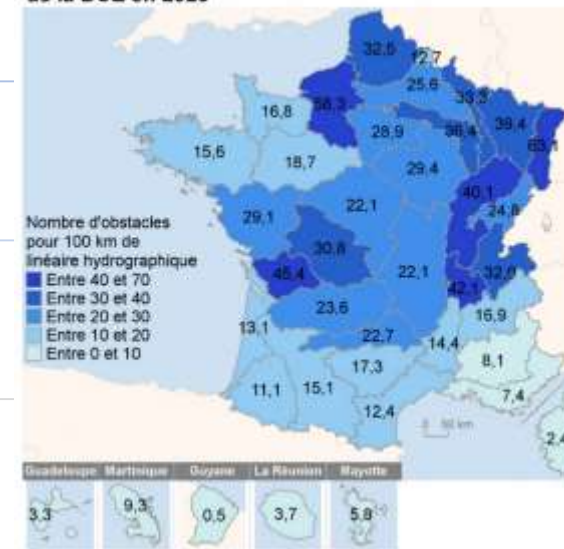 32,5
12,7
25,6
33,3
16,8
28,9
39,4
63,1
15,6
18,7
29,4
40,1
24,8
29,1
22,1
30,8
Nombre d'obstacles
pour 100 km de
linéaire hydrographique
Entre 40 et 70
Entre 30 et 40
Entre 20 et 30
Entre 10 et 20
Entre 0 et 10
45,4
22,1
42,1
23,6
16,9
13,1
22,7
14,4
17,3
8,1
11,1
15,1
7,4
12,4
0 50 km
2,4
Guadeloupe Martinique Guyane La Réunion Mayotte
3,3 9,3 0,5 3,7 5,8